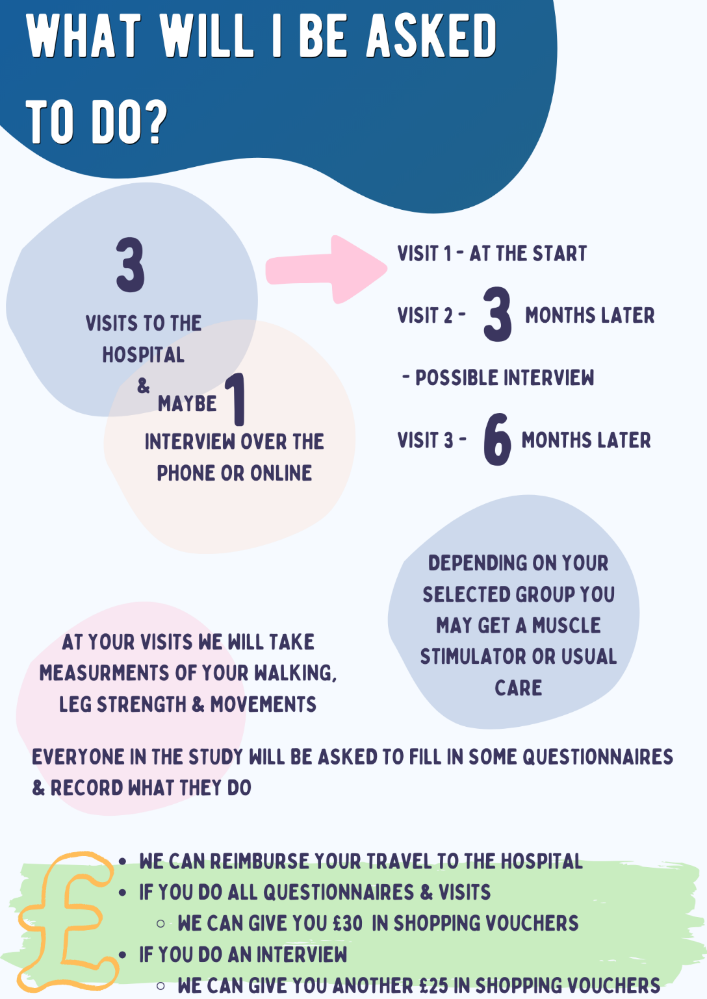 WHAT WILL I BE ASKED
TO DO?
3
VISITS TO THE
HOSPITAL
&
MAYBE 1
INTERVIEW OVER THE
PHONE OR ONLINE
VISIT 1 - AT THE START
VISIT 2 - 3 MONTHS LATER
- POSSIBLE INTERVIEW
VISIT 3 - 6 MONTHS LATER
DEPENDING ON YOUR
SELECTED GROUP YOU
MAY GET A MUSCLE
STIMULATOR OR USUAL
CARE
AT YOUR VISITS WE WILL TAKE
MEASURMENTS OF YOUR WALKING,
LEG STRENGTH & MOVEMENTS
EVERYONE IN THE STUDY WILL BE ASKED TO FILL IN SOME QUESTIONNAIRES
& RECORD WHAT THEY DO
£
• WE CAN REIMBURSE YOUR TRAVEL TO THE HOSPITAL
• IF YOU DO ALL QUESTIONNAIRES & VISITS
○ WE CAN GIVE YOU £30 IN SHOPPING VOUCHERS
• IF YOU DO AN INTERVIEW
○ WE CAN GIVE YOU ANOTHER £25 IN SHOPPING VOUCHERS